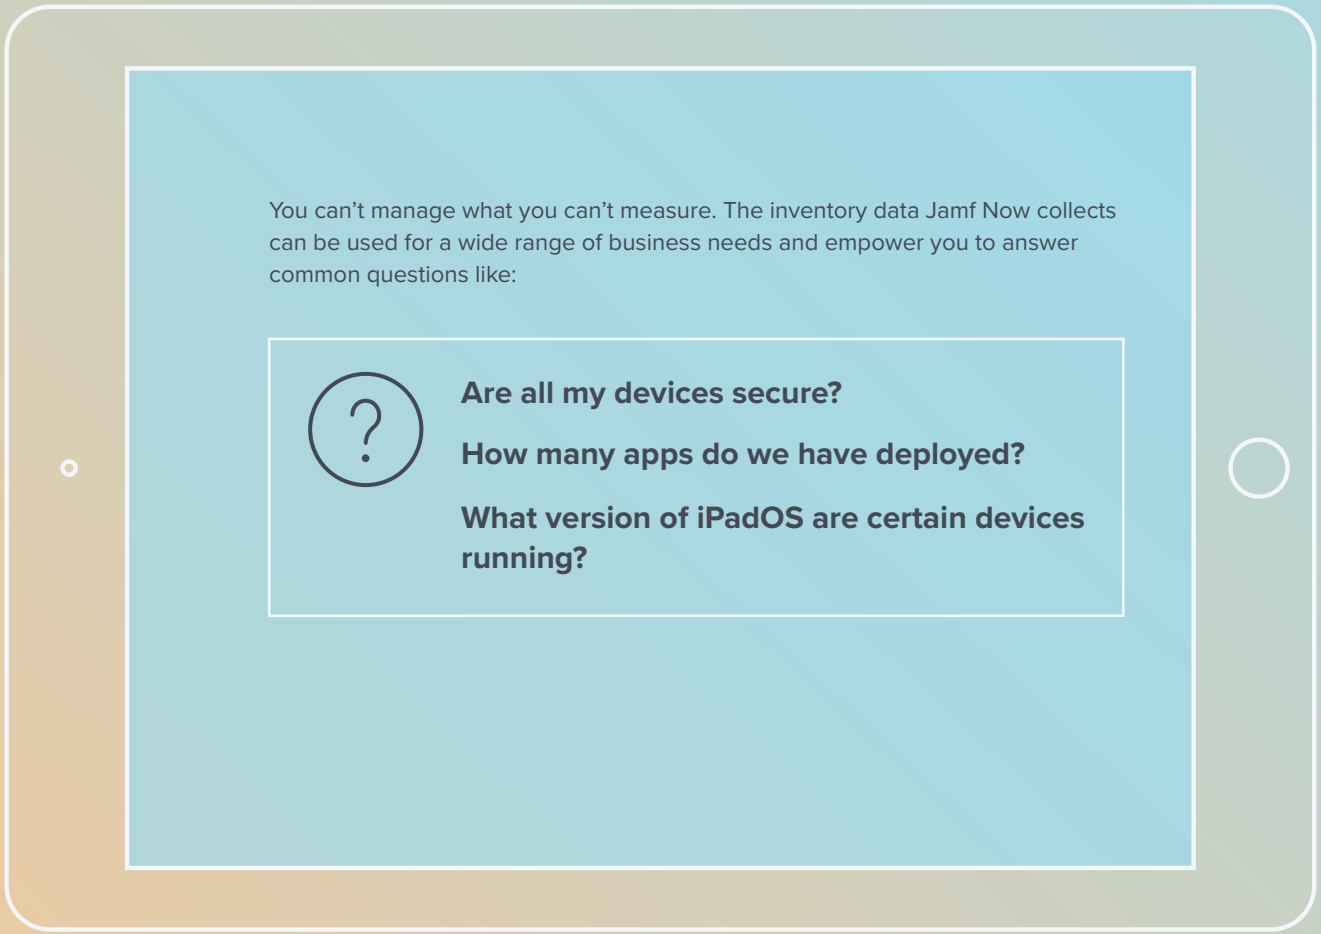 You can’t manage what you can’t measure. The inventory data Jamf Now collects
can be used for a wide range of business needs and empower you to answer
common questions like:
?
Are all my devices secure?
How many apps do we have deployed?
What version of iPadOS are certain devices
running?